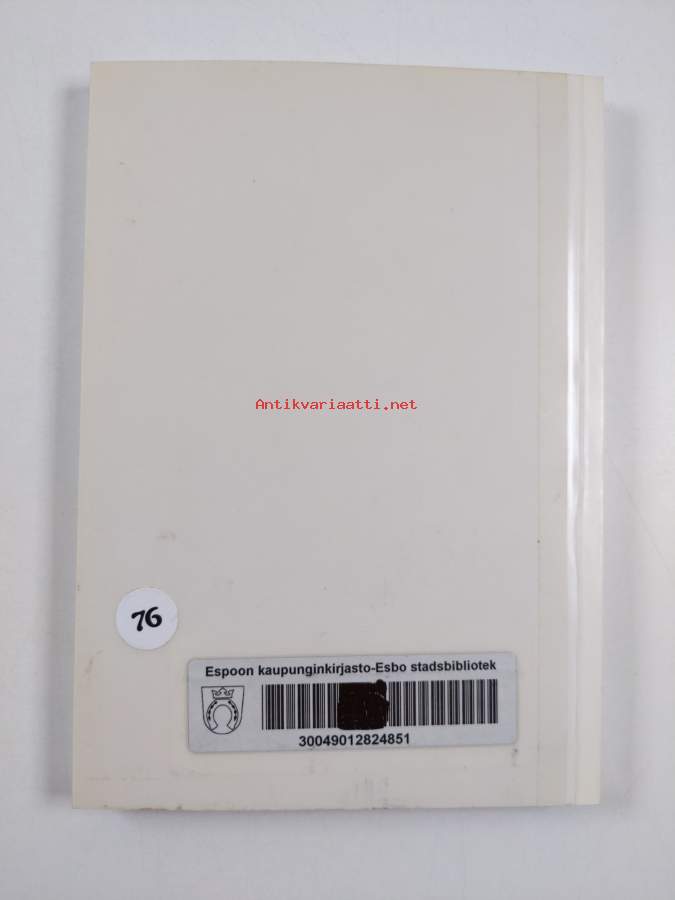 Antikvariaatti.net
76
Espoon kaupunginkirjasto-Esbo stadsbibliotek
30049012824851